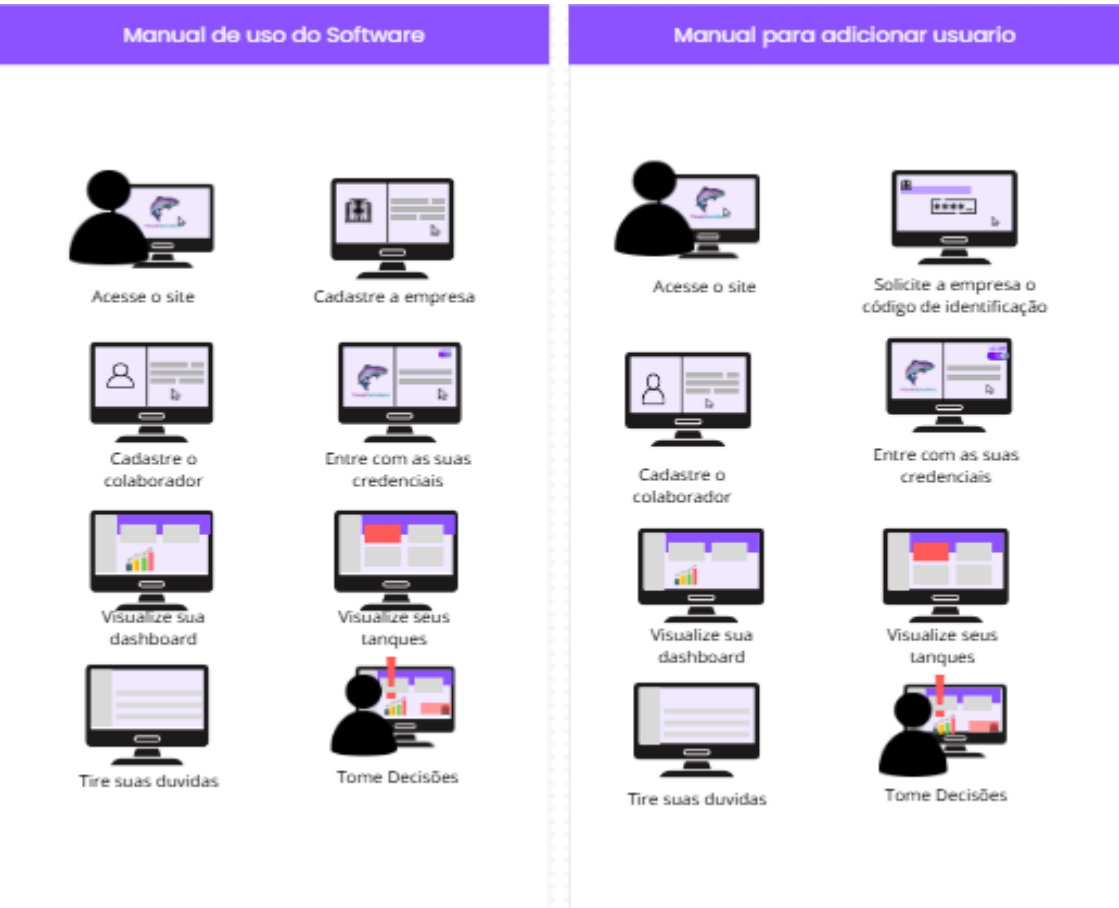 Manual de uso do Software
Acesse o site
Cadastre a empresa
Cadastre o
colaborador
Entre com as suas
credenciais
Visualize sua
dashboard
Visualize seus
tanques
Tire suas duvidas
Tome Decisões
Manual para adicionar usuario
Acesse o site
Solicite a empresa o
código de identificação
Cadastre o
colaborador
Entre com as suas
credenciais
Visualize sua
dashboard
Visualize seus
tanques
Tire suas duvidas
Tome Decisões